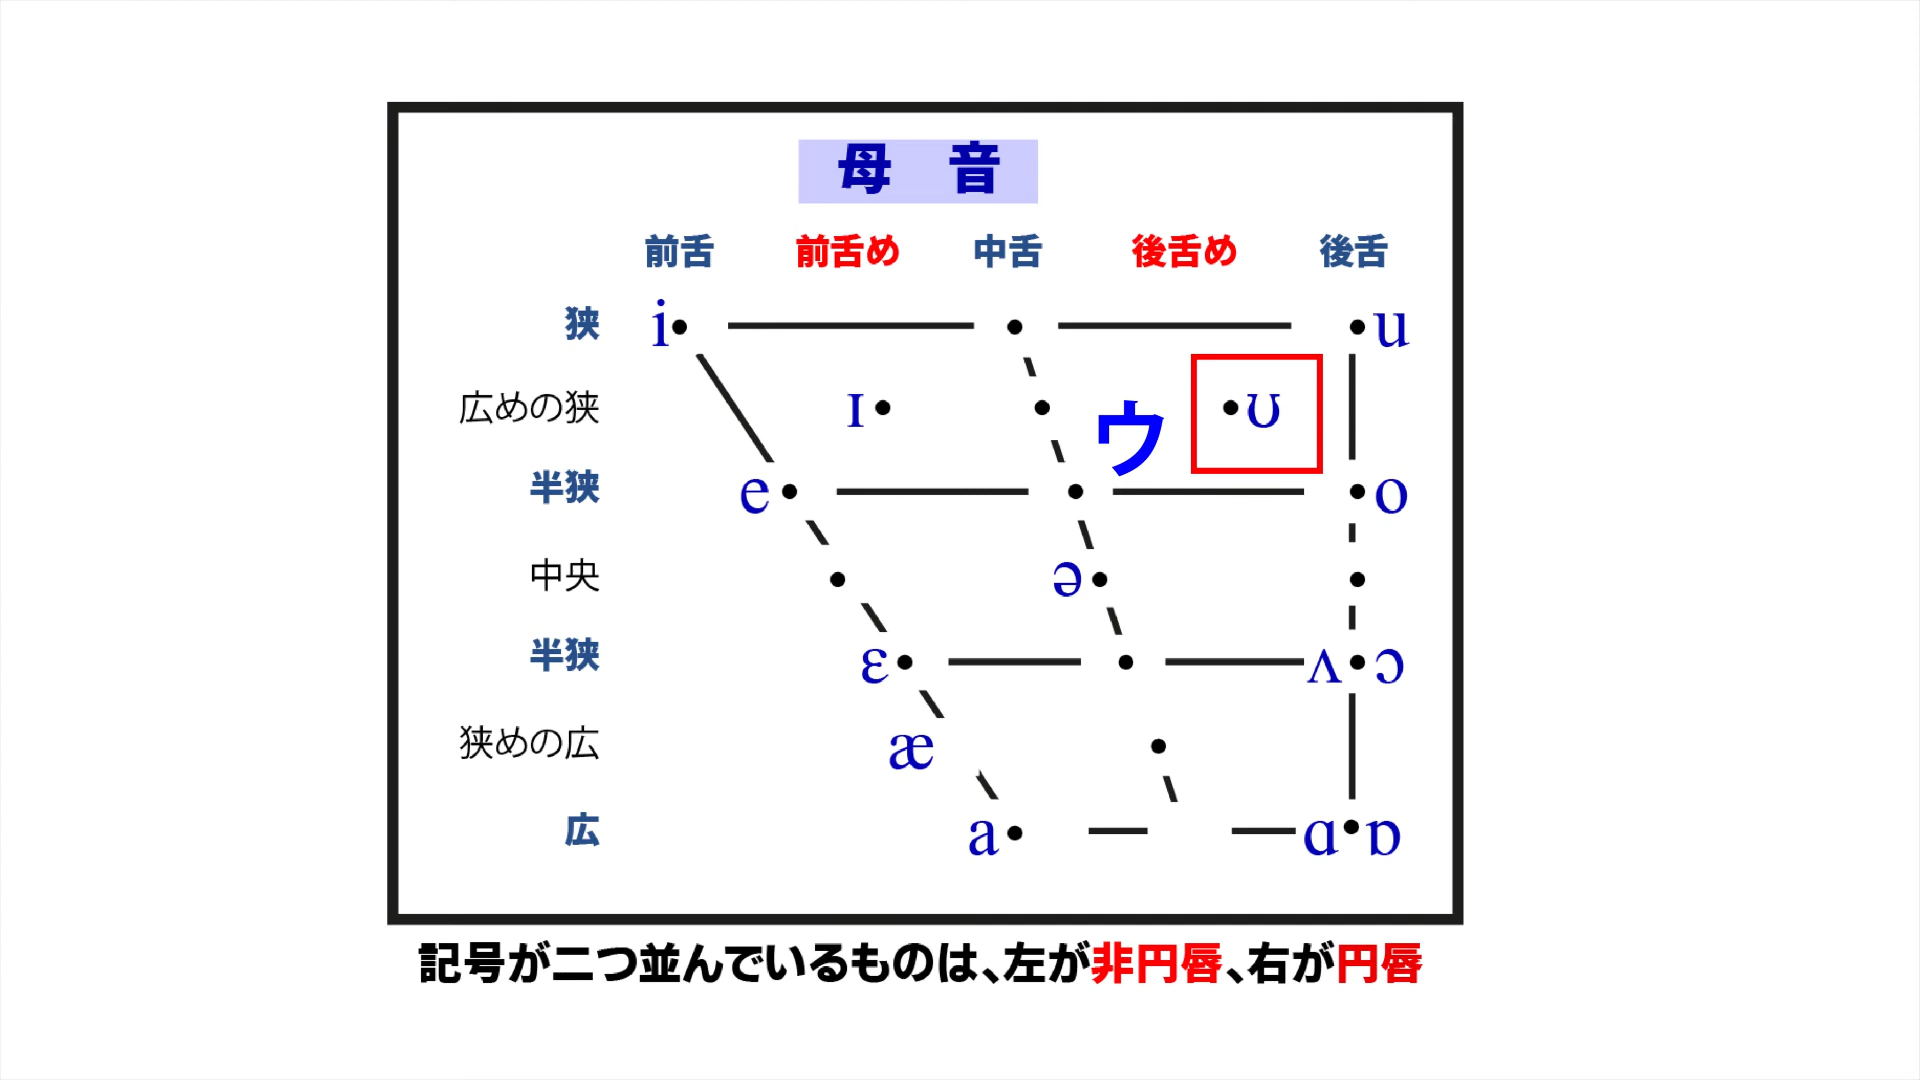 母 音
前舌 前舌め 中舌 後舌め 後舌
狭 i u
広めの狭 ɪ ウ ʊ
半狭 e o
中央 ə
半狭 ɛ ʌ ɔ
狭めの広 æ
広 a ɑ ɒ
記号が二つ並んでいるものは、左が非円唇、右が円唇